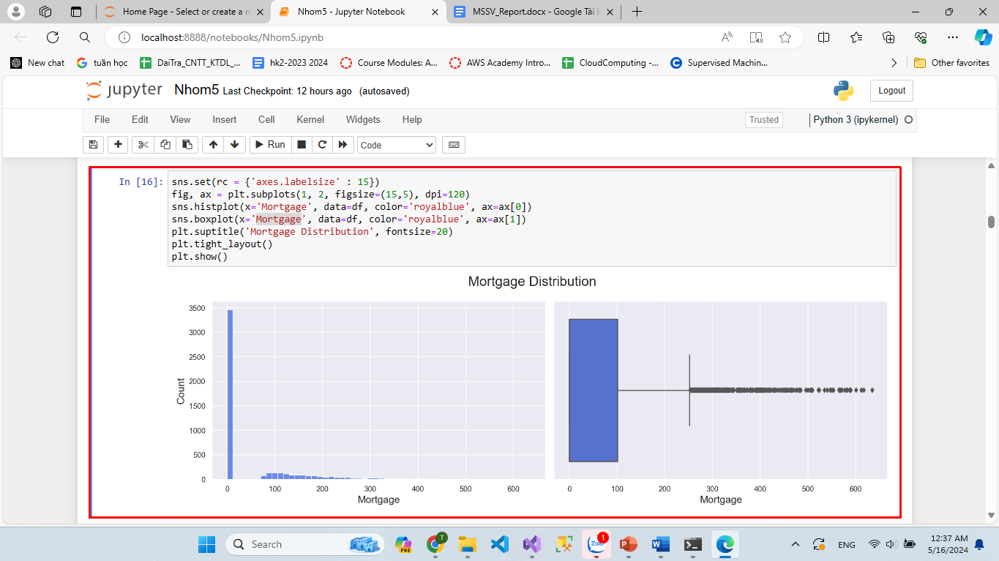 Home Page - Select or create a n
Nhom5 - Jupyter Notebook
MSSV_Report.docx - Google Tài l
localhost:8888/notebooks/Nhom5.ipynb
New chat
tuần học
DaiTra_CNTT_KTDL_...
hk2-2023 2024
Course Modules: A...
AWS Academy Intro...
CloudComputing -...
Supervised Machin...
Other favorites
jupyter Nhom5 Last Checkpoint: 12 hours ago (autosaved)
Logout
File Edit View Insert Cell Kernel Widgets Help
Trusted
Python 3 (ipykernel)
Run
Code
In [16]:
sns.set(rc = {'axes.labelsize' : 15})
fig, ax = plt.subplots(1, 2, figsize=(15,5), dpi=120)
sns.histplot(x='Mortgage', data=df, color='royalblue', ax=ax[0])
sns.boxplot(x='Mortgage', data=df, color='royalblue', ax=ax[1])
plt.suptitle('Mortgage Distribution', fontsize=20)
plt.tight_layout()
plt.show()
Mortgage Distribution
3500
3000
2500
2000
1500
1000
500
0
Count
0 100 200 300 400 500 600
Mortgage
0 100 200 300 400 500 600
Mortgage
Search
PRE
T
Zalo
1
ENG
12:37 AM
5/16/2024